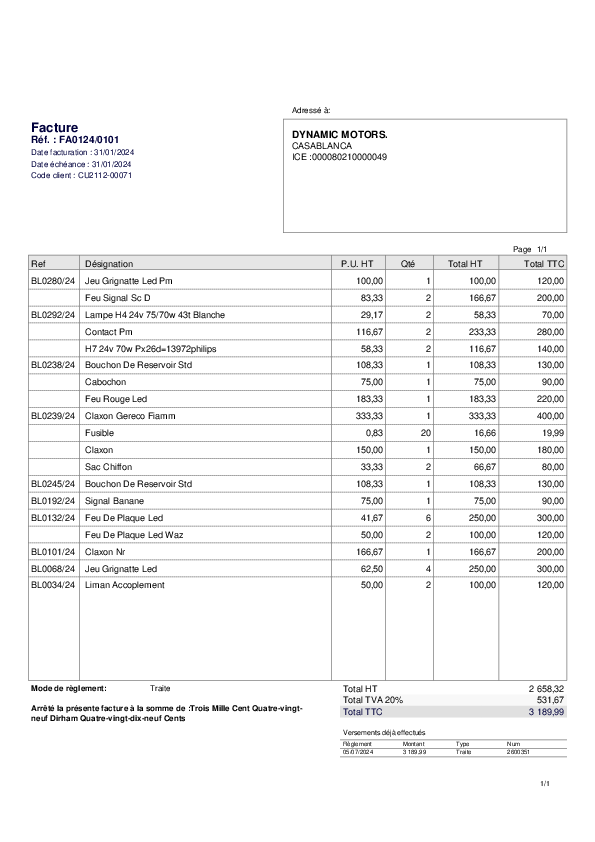 Adressé à:
Facture
Réf. : FA0124/0101
Date facturation : 31/01/2024
Date échéance : 31/01/2024
Code client : CU2112-00071
DYNAMIC MOTORS.
CASABLANCA
ICE :000080210000049
Page 1/1
Ref Désignation P.U. HT Qté Total HT Total TTC
BL0280/24 Jeu Grignatte Led Pm 100,00 1 100,00 120,00
Feu Signal Sc D 83,33 2 166,67 200,00
BL0292/24 Lampe H4 24v 75/70w 43t Blanche 29,17 2 58,33 70,00
Contact Pm 116,67 2 233,33 280,00
H7 24v 70w Px26d=13972philips 58,33 2 116,67 140,00
BL0238/24 Bouchon De Reservoir Std 108,33 1 108,33 130,00
Cabochon 75,00 1 75,00 90,00
Feu Rouge Led 183,33 1 183,33 220,00
BL0239/24 Claxon Gereco Fiamm 333,33 1 333,33 400,00
Fusible 0,83 20 16,66 19,99
Claxon 150,00 1 150,00 180,00
Sac Chiffon 33,33 2 66,67 80,00
BL0245/24 Bouchon De Reservoir Std 108,33 1 108,33 130,00
BL0192/24 Signal Banane 75,00 1 75,00 90,00
BL0132/24 Feu De Plaque Led 41,67 6 250,00 300,00
Feu De Plaque Led Waz 50,00 2 100,00 120,00
BL0101/24 Claxon Nr 166,67 1 166,67 200,00
BL0068/24 Jeu Grignatte Led 62,50 4 250,00 300,00
BL0034/24 Liman Accoplement 50,00 2 100,00 120,00
Mode de règlement: Traite
Arrêté la présente facture à la somme de :Trois Mille Cent Quatre-vingt-
neuf Dirham Quatre-vingt-dix-neuf Cents
Total HT 2 658,32
Total TVA 20% 531,67
Total TTC 3 189,99
Versements déjà effectués
Règlement Montant Type Num
05/07/2024 3 189,99 Traite 2600351
1/1